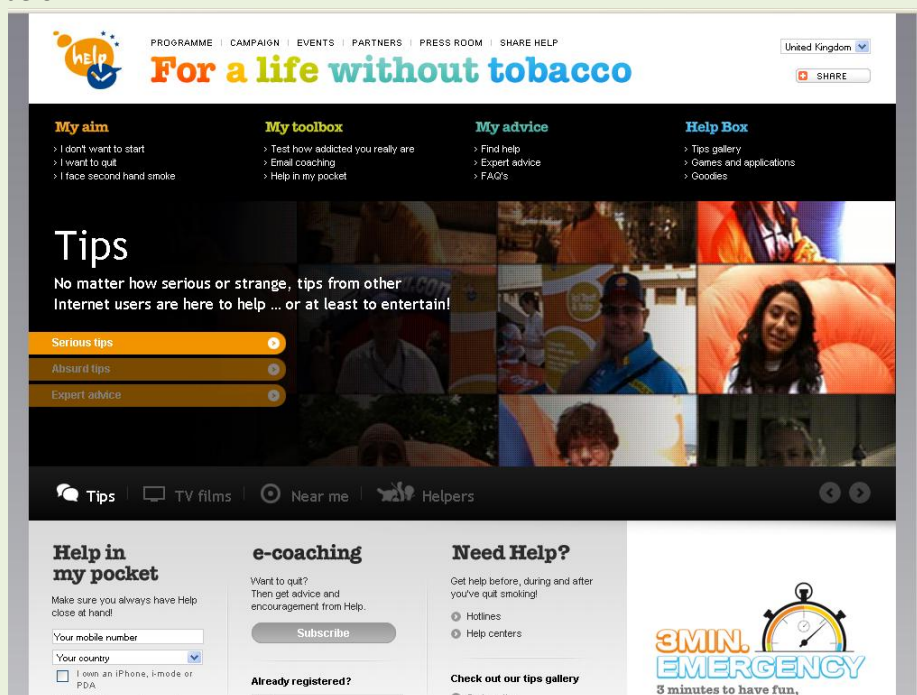 help
PROGRAMME | CAMPAIGN | EVENTS | PARTNERS | PRESS ROOM | SHARE HELP
For a life without tobacco
United Kingdom
SHARE
My aim
> I don't want to start
> I want to quit
> I face second hand smoke
My toolbox
> Test how addicted you really are
> Email coaching
> Help in my pocket
My advice
> Find help
> Expert advice
> FAQ's
Help Box
> Tips gallery
> Games and applications
> Goodies
Tips
No matter how serious or strange, tips from other
Internet users are here to help ... or at least to entertain!
Serious tips
Absurd tips
Expert advice
Tips
TV films
Near me
Helpers
Help in
my pocket
Make sure you always have Help
close at hand!
Your mobile number
Your country
I own an iPhone, i-mode or
PDA
e-coaching
Want to quit?
Then get advice and
encouragement from Help.
Subscribe
Already registered?
Need Help?
Get help before, during and after
you've quit smoking!
Hotlines
Help centers
Check out our tips gallery
3MIN.
EMERGENCY
3 minutes to have fun,